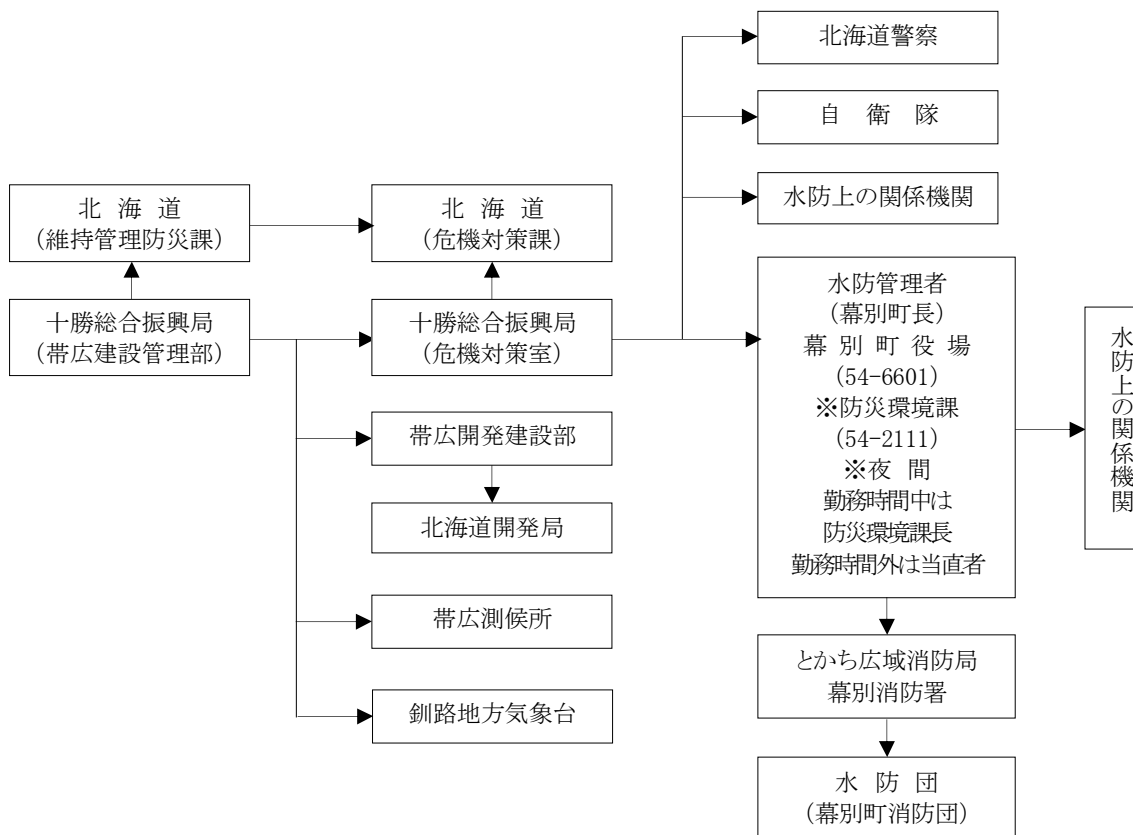 北海道警察
自　衛　隊
水防上の関係機関
北　海　道
(維持管理防災課)
北　海　道
(危機対策課)
十勝総合振興局
(帯広建設管理部)
十勝総合振興局
(危機対策室)
帯広開発建設部
北海道開発局
帯広測候所
釧路地方気象台
水防管理者
(幕別町長)
幕 別 町 役 場
(54-6601)
※防災環境課
(54-2111)
※夜　間
勤務時間中は
防災環境課長
勤務時間外は当直者
水防上の関係機関
とかち広域消防局
幕別消防署
水　防　団
(幕別町消防団)